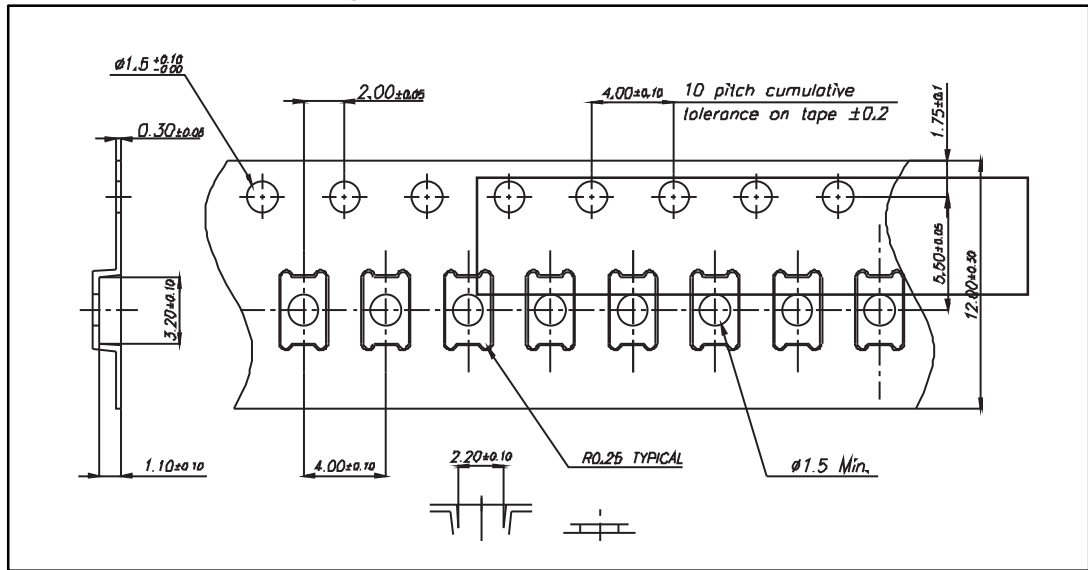 ø1.5 +0.10
-0.00
2.00±0.05
4.00±0.10
10 pitch cumulative
tolerance on tape ±0.2
1.75±0.1
0.30±0.05
3.20±0.10
5.50±0.05
12.00±0.30
1.10±0.10
4.00±0.10
2.20±0.10
R0.25 TYPICAL
ø1.5 Min.